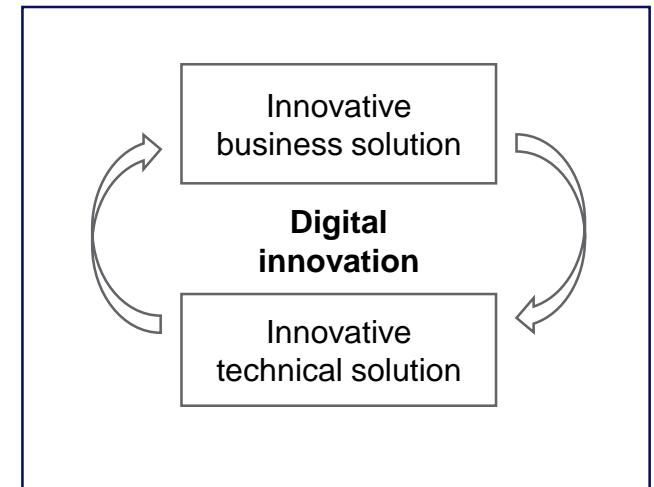 Innovative
business solution
Digital
innovation
Innovative
technical solution